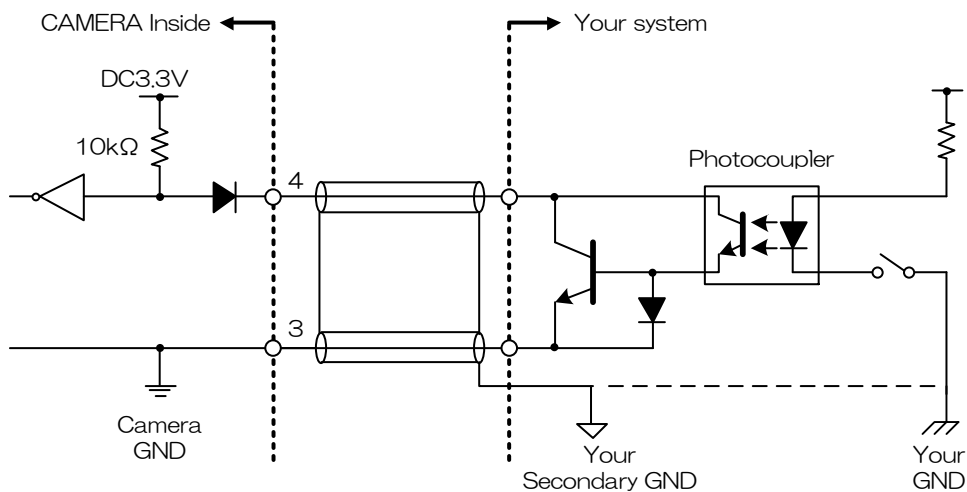 CAMERA Inside
Your system
DC3.3V
10kΩ
Photocoupler
4
3
Camera
GND
Your
Secondary GND
Your
GND